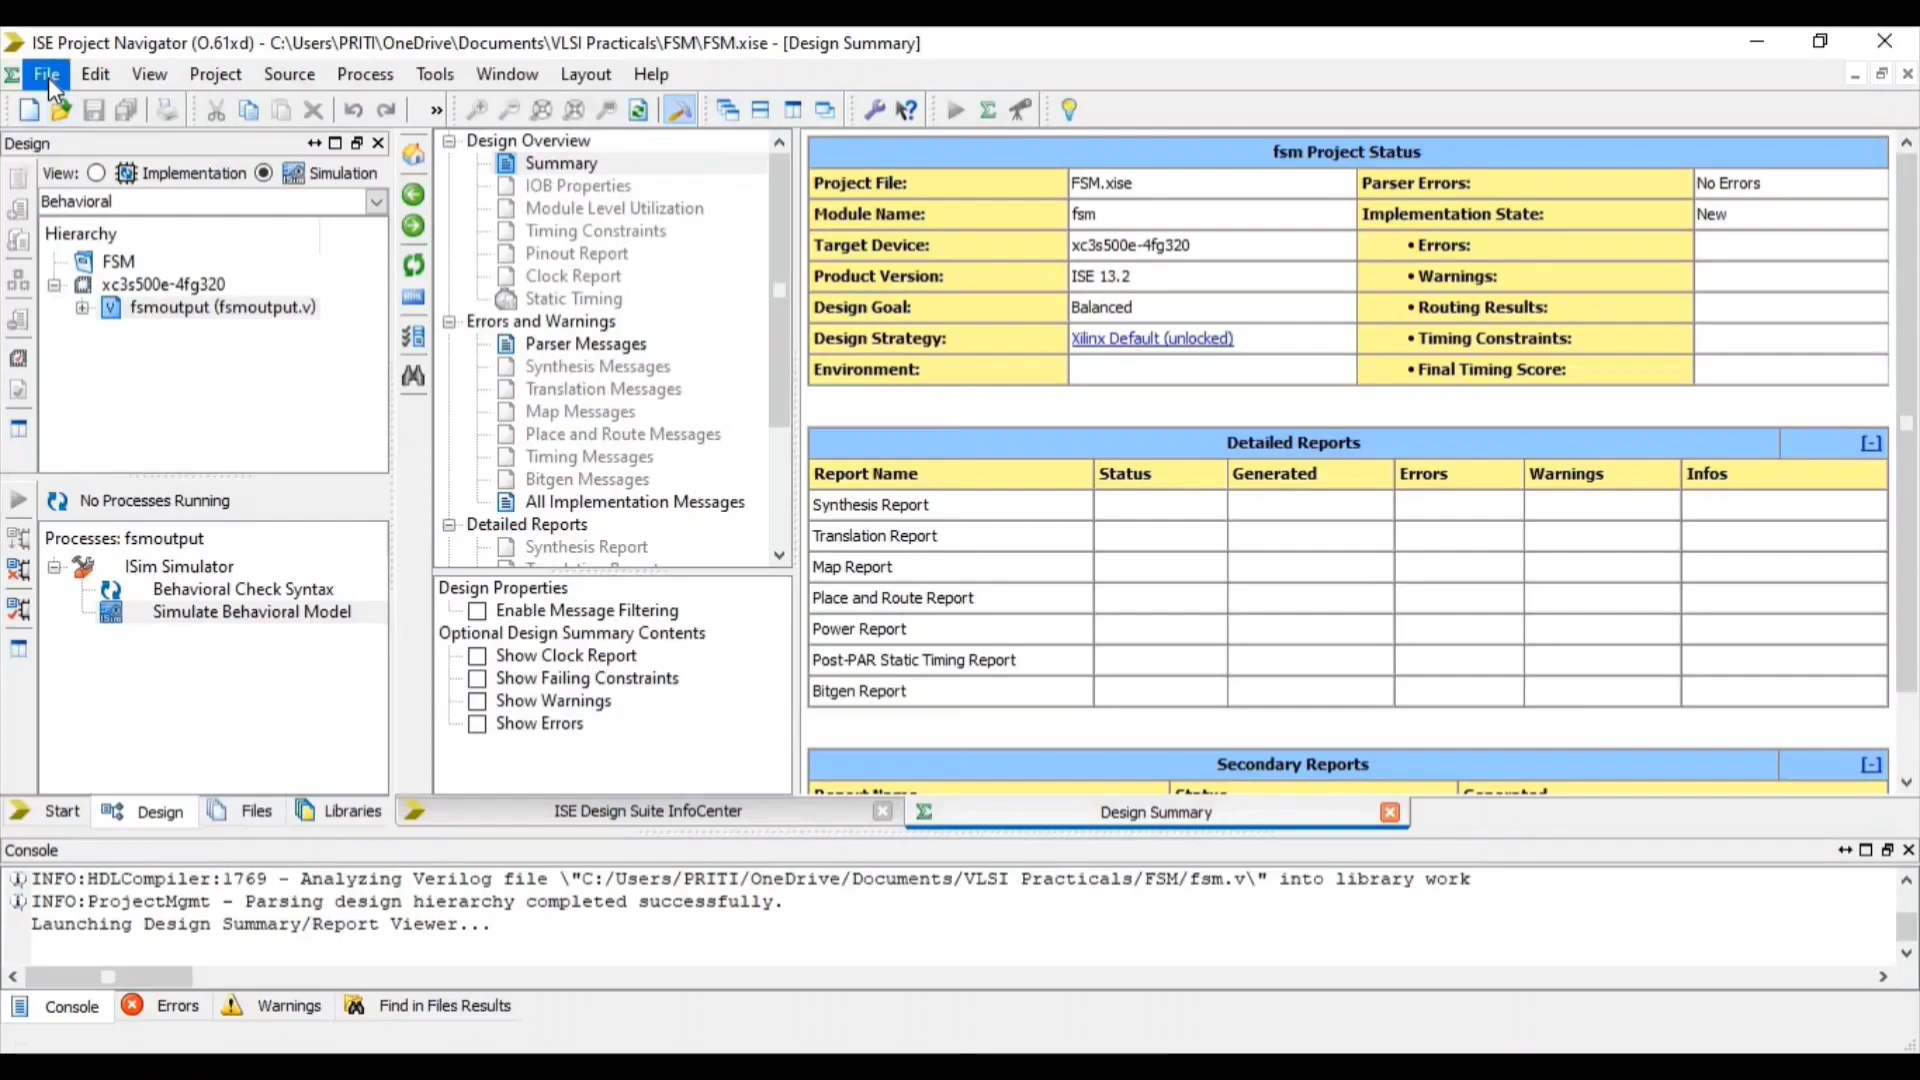 ISE Project Navigator (O.61xd) - C:\Users\PRITI\OneDrive\Documents\VLSI Practicals\FSM\FSM.xise - [Design Summary]
File Edit View Project Source Process Tools Window Layout Help
»
Design
View: Implementation Simulation
Behavioral
Hierarchy
FSM
xc3s500e-4fg320
fsmoutput (fsmoutput.v)
No Processes Running
Processes: fsmoutput
ISim Simulator
Behavioral Check Syntax
Simulate Behavioral Model
Start Design Files Libraries
Design Overview
Summary
IOB Properties
Module Level Utilization
Timing Constraints
Pinout Report
Clock Report
Static Timing
Errors and Warnings
Parser Messages
Synthesis Messages
Translation Messages
Map Messages
Place and Route Messages
Timing Messages
Bitgen Messages
All Implementation Messages
Detailed Reports
Synthesis Report
Design Properties
Enable Message Filtering
Optional Design Summary Contents
Show Clock Report
Show Failing Constraints
Show Warnings
Show Errors
fsm Project Status
Project File: FSM.xise Parser Errors: No Errors
Module Name: fsm Implementation State: New
Target Device: xc3s500e-4fg320 • Errors:
Product Version: ISE 13.2 • Warnings:
Design Goal: Balanced • Routing Results:
Design Strategy: Xilinx Default (unlocked) • Timing Constraints:
Environment: • Final Timing Score:
Detailed Reports [-]
Report Name Status Generated Errors Warnings Infos
Synthesis Report
Translation Report
Map Report
Place and Route Report
Power Report
Post-PAR Static Timing Report
Bitgen Report
Secondary Reports [-]
ISE Design Suite InfoCenter Design Summary
Console
INFO:HDLCompiler:1769 - Analyzing Verilog file \"C:/Users/PRITI/OneDrive/Documents/VLSI Practicals/FSM/fsm.v\" into library work
INFO:ProjectMgmt - Parsing design hierarchy completed successfully.
Launching Design Summary/Report Viewer...
Console Errors Warnings Find in Files Results